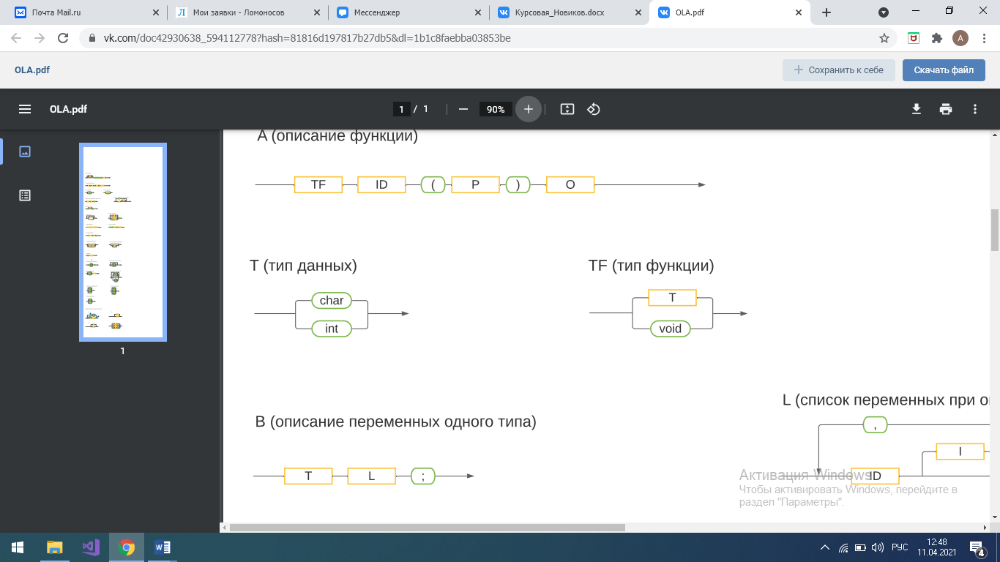 Почта Mail.ru
Мои заявки - Ломоносов
Мессенджер
Курсовая_Новиков.docx
OLA.pdf
vk.com/doc42930638_594112778?hash=81816d197817b27db5&dl=1b1c8faebba03853be
A
OLA.pdf
Сохранить к себе
Скачать файл
OLA.pdf
1 / 1
90%
1
A (описание функции)
TF ID ( P ) O
T (тип данных)
char
int
TF (тип функции)
T
void
B (описание переменных одного типа)
T L ;
L (список переменных при о
,
I
ID
Активация Windows
Чтобы активировать Windows, перейдите в
раздел "Параметры".
РУС
12:48
11.04.2021
4